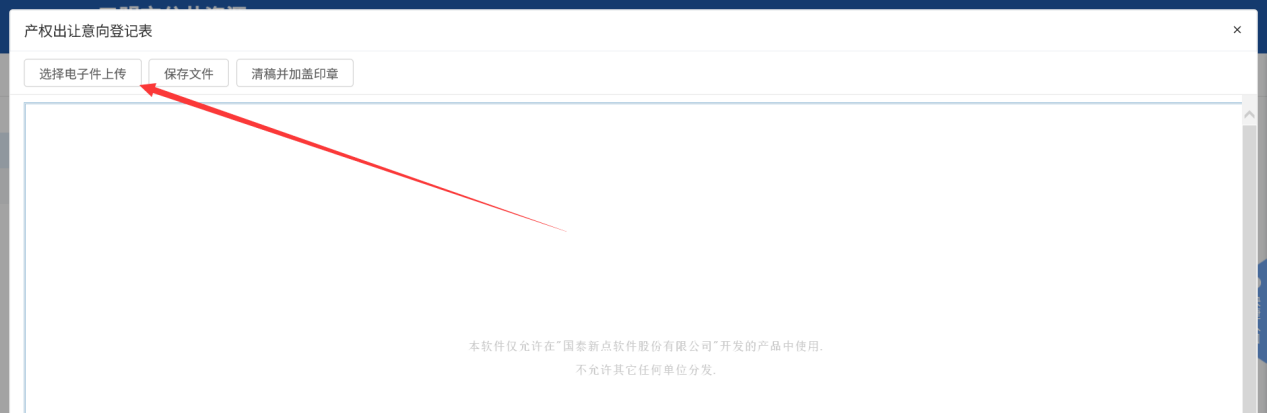 产权出让意向登记表
×
选择电子件上传 保存文件 清稿并加盖印章
本软件仅允许在"国泰新点软件股份有限公司"开发的产品中使用.
不允许其它任何单位分发.